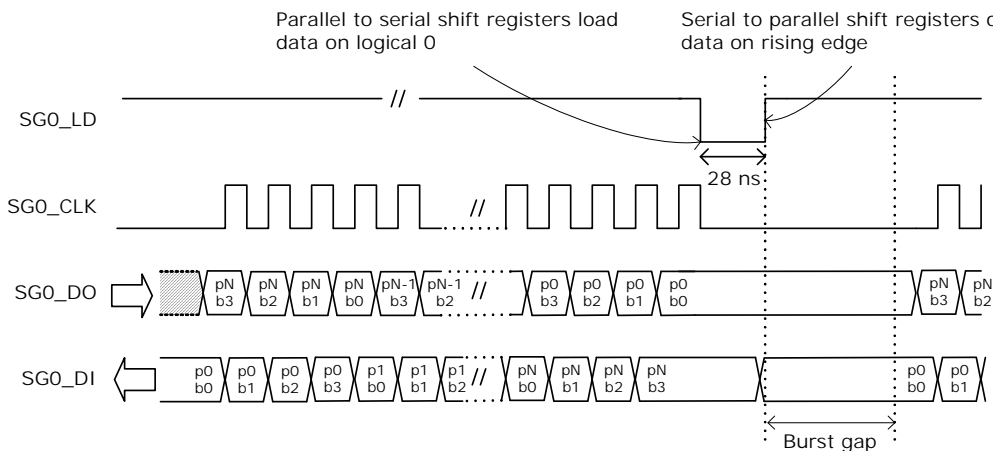 Parallel to serial shift registers load
data on logical 0
Serial to parallel shift registers
data on rising edge
//
SG0_LD
28 ns
SG0_CLK
//
SG0_DO
pN b3 pN b2 pN b1 pN b0 pN-1 b3 pN-1 b2 // p0 b3 p0 b2 p0 b1 p0 b0 pN b3 pN b2
SG0_DI
p0 b0 p0 b1 p0 b2 p0 b3 p1 b0 p1 b1 p1 b2 // pN b0 pN b1 pN b2 pN b3 p0 b0 p0 b1
Burst gap